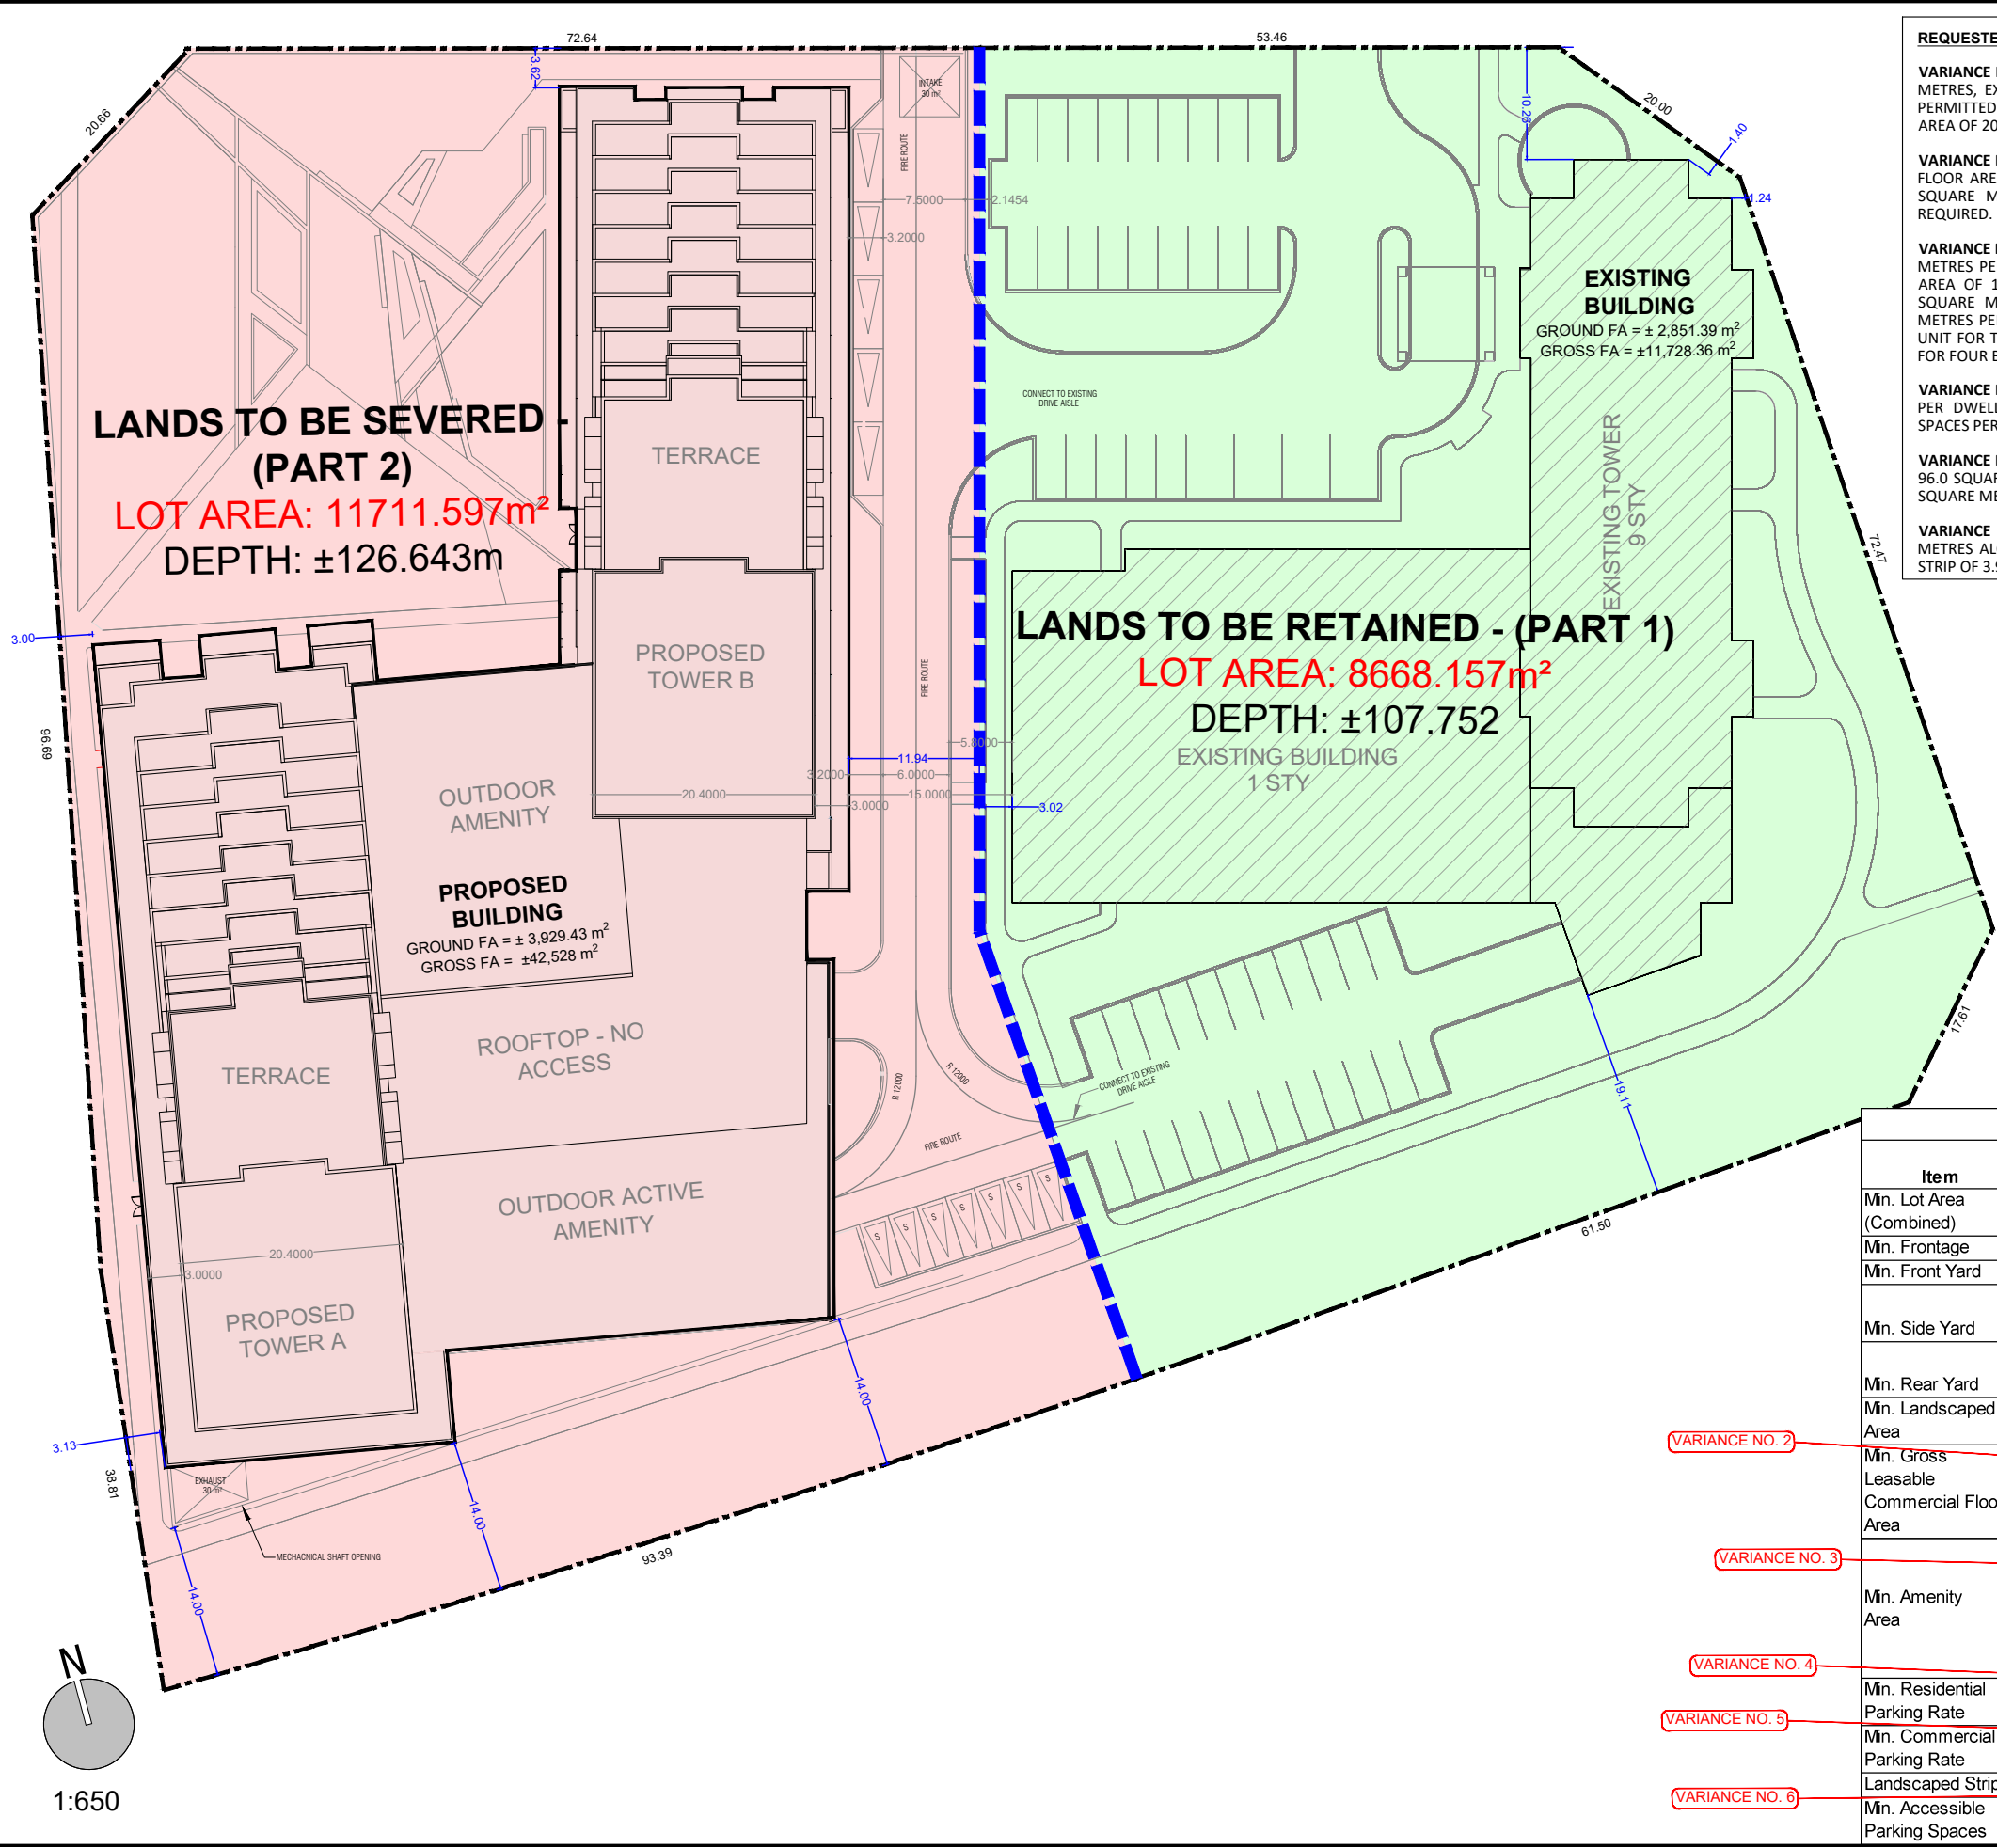 72.64
53.46
20.66
20.00
3.62
10.26
1.40
1.24
INTAKE
30 m²
FIRE ROUTE
7.5000
2.1454
3.2000
EXISTING
BUILDING
GROUND FA = ± 2,851.39 m²
GROSS FA = ±11,728.36 m²
CONNECT TO EXISTING
DRIVE AISLE
LANDS TO BE SEVERED -
(PART 2)
LOT AREA: 11711.597m²
DEPTH: ±126.643m
TERRACE
EXISTING TOWER
9 STY
72.47
LANDS TO BE RETAINED - (PART 1)
LOT AREA: 8668.157m²
DEPTH: ±107.752
EXISTING BUILDING
1 STY
3.00
PROPOSED
TOWER B
FIRE ROUTE
96.69
5.8000
11.94
3.2000
6.0000
20.4000
15.0000
3.0000
3.02
OUTDOOR
AMENITY
PROPOSED
BUILDING
GROUND FA = ± 3,929.43 m²
GROSS FA = ±42,528 m²
ROOFTOP - NO
ACCESS
TERRACE
R 12000
R 12000
CONNECT TO EXISTING
DRIVE AISLE
FIRE ROUTE
19.11
17.61
61.50
OUTDOOR ACTIVE
AMENITY
S
S
S
S
S
S
S
20.4000
3.0000
PROPOSED
TOWER A
14.00
3.13
38.81
EXHAUST
30 m²
14.00
MECHACNICAL SHAFT OPENING
14.00
93.39
N
1:650
REQUESTE
VARIANCE
METRES, EX
PERMITTED
AREA OF 20
VARIANCE
FLOOR ARE
SQUARE M
REQUIRED.
VARIANCE
METRES PE
AREA OF 1
SQUARE M
METRES PE
UNIT FOR T
FOR FOUR B
VARIANCE
PER DWELL
SPACES PER
VARIANCE
96.0 SQUAR
SQUARE ME
VARIANCE
METRES AL
STRIP OF 3.9
Item
Min. Lot Area
(Combined)
Min. Frontage
Min. Front Yard
Min. Side Yard
Min. Rear Yard
Min. Landscaped
Area
VARIANCE NO. 2
Min. Gross
Leasable
Commercial Floo
Area
VARIANCE NO. 3
Min. Amenity
Area
VARIANCE NO. 4
Min. Residential
Parking Rate
VARIANCE NO. 5
Min. Commercial
Parking Rate
Landscaped Strip
VARIANCE NO. 6
Min. Accessible
Parking Spaces